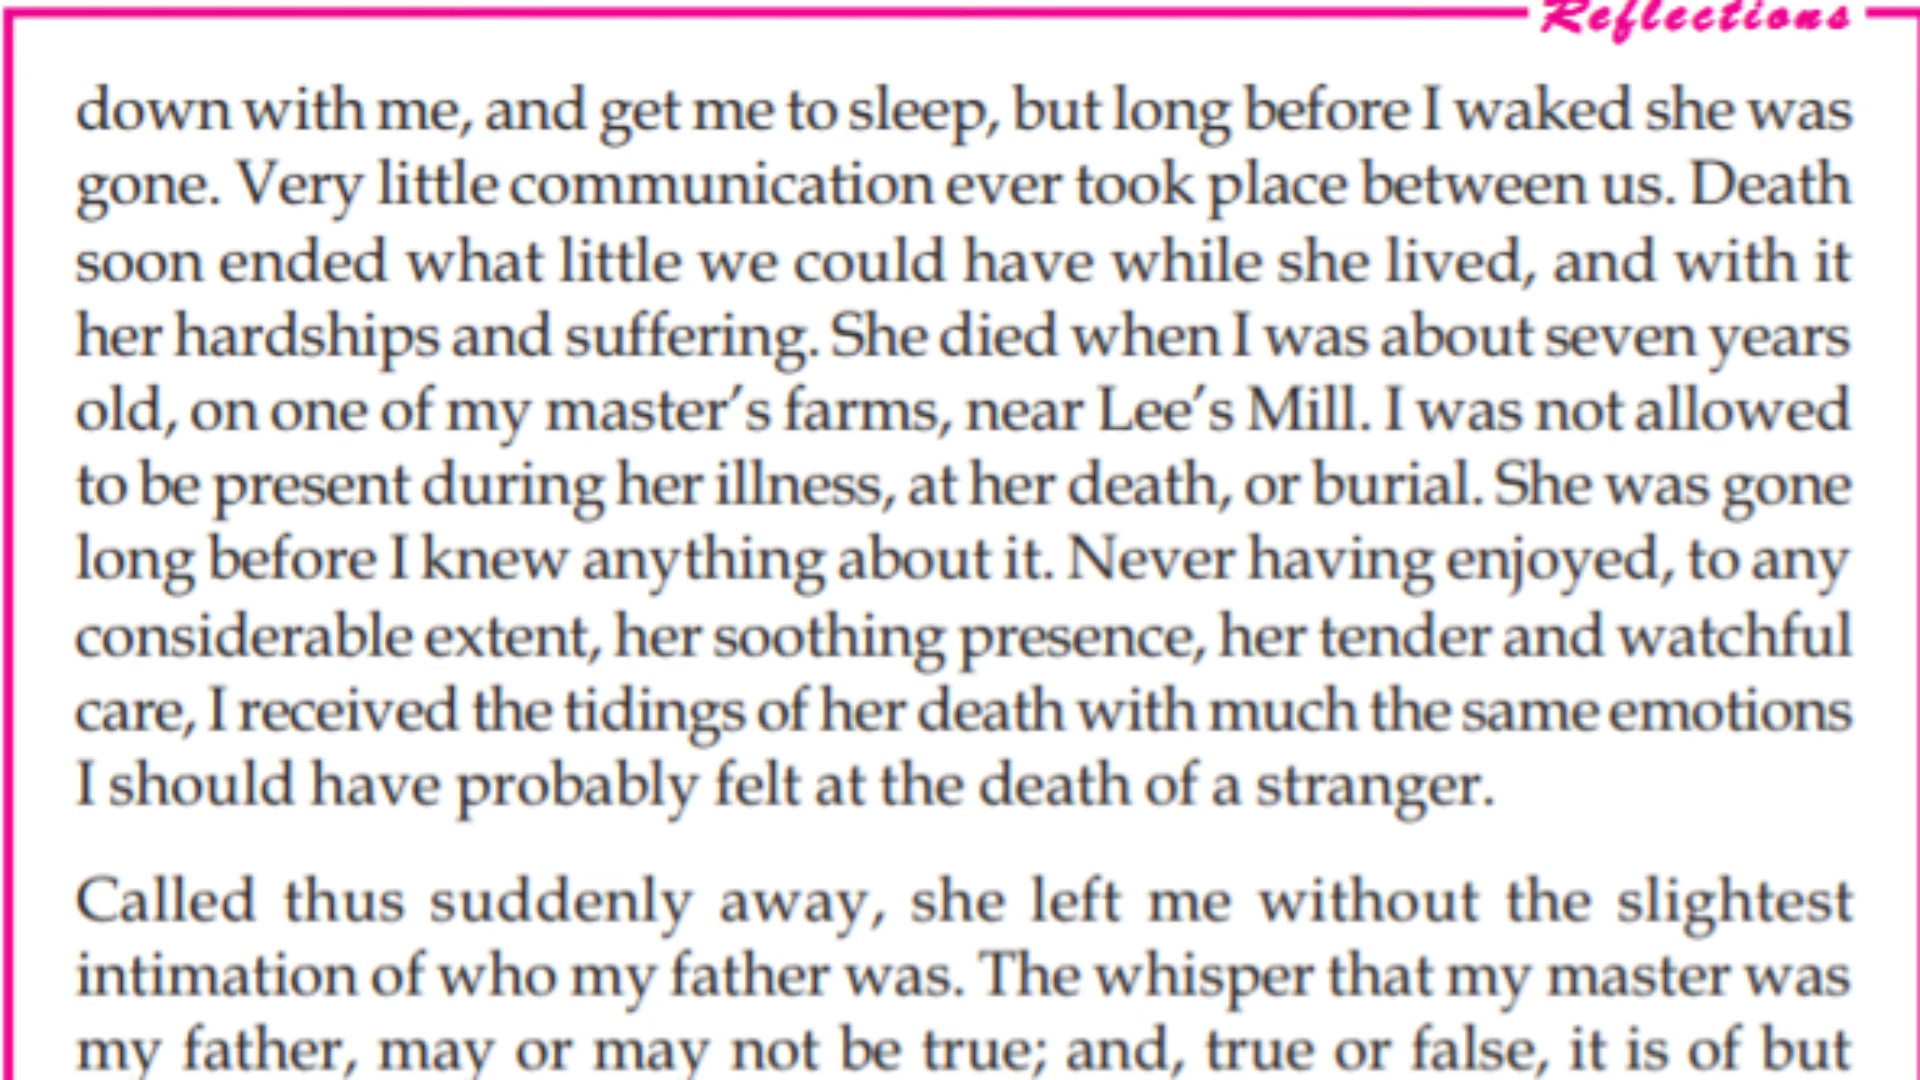 Reflections
down with me, and get me to sleep, but long before I waked she was
gone. Very little communication ever took place between us. Death
soon ended what little we could have while she lived, and with it
her hardships and suffering. She died when I was about seven years
old, on one of my master’s farms, near Lee’s Mill. I was not allowed
to be present during her illness, at her death, or burial. She was gone
long before I knew anything about it. Never having enjoyed, to any
considerable extent, her soothing presence, her tender and watchful
care, I received the tidings of her death with much the same emotions
I should have probably felt at the death of a stranger.
Called thus suddenly away, she left me without the slightest
intimation of who my father was. The whisper that my master was
my father, may or may not be true; and, true or false, it is of but